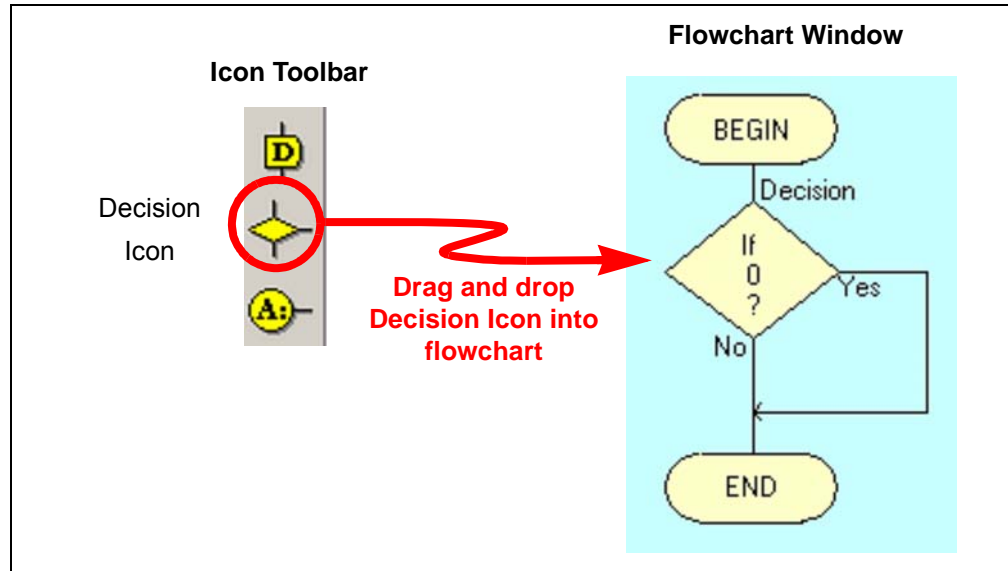 Flowchart Window
Icon Toolbar
D
Decision
Icon
A:
Drag and drop
Decision Icon into
flowchart
BEGIN
Decision
If
0
?
Yes
No
END